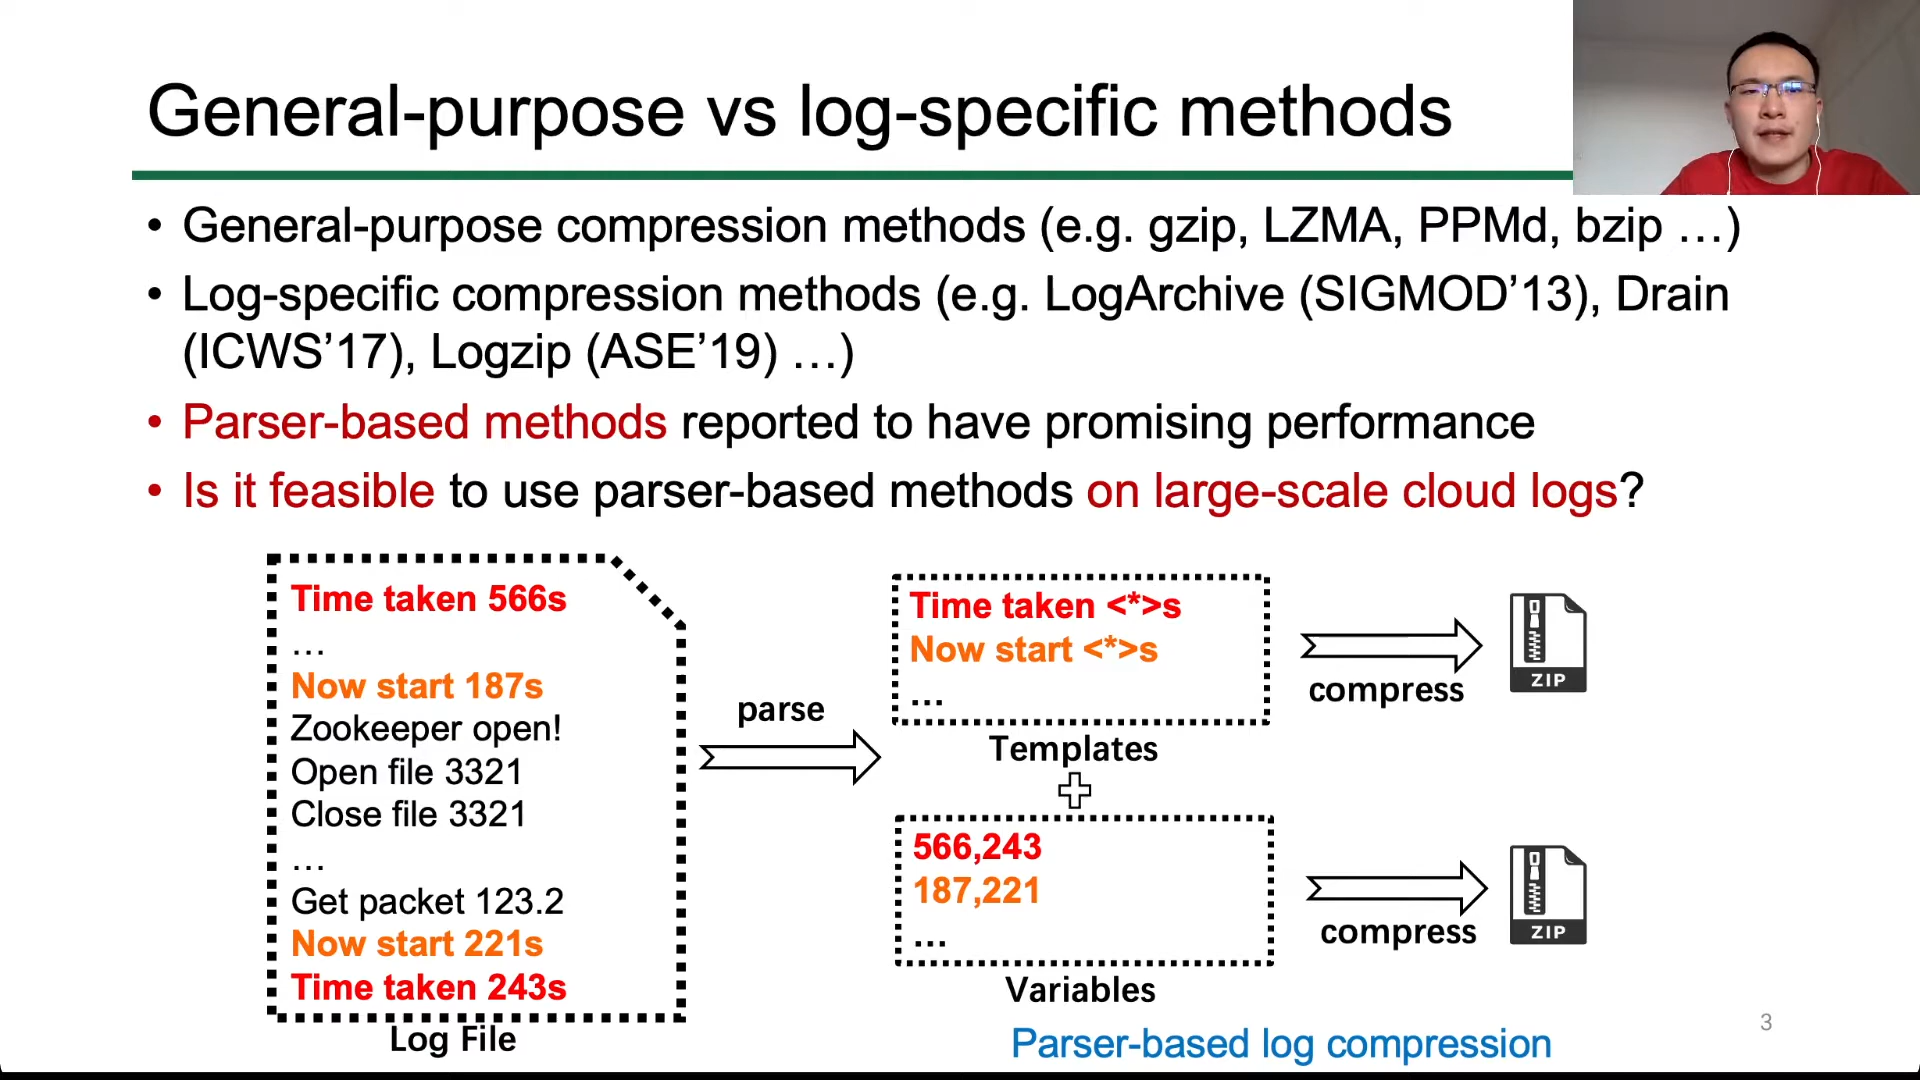 General-purpose vs log-specific methods
• General-purpose compression methods (e.g. gzip, LZMA, PPMd, bzip …)
• Log-specific compression methods (e.g. LogArchive (SIGMOD’13), Drain
(ICWS’17), Logzip (ASE’19) …)
• Parser-based methods reported to have promising performance
• Is it feasible to use parser-based methods on large-scale cloud logs?
Time taken 566s
…
Now start 187s
Zookeeper open!
Open file 3321
Close file 3321
…
Get packet 123.2
Now start 221s
Time taken 243s
Log File
parse
Time taken <*>s
Now start <*>s
…
Templates
compress
ZIP
566,243
187,221
…
Variables
compress
ZIP
Parser-based log compression
3